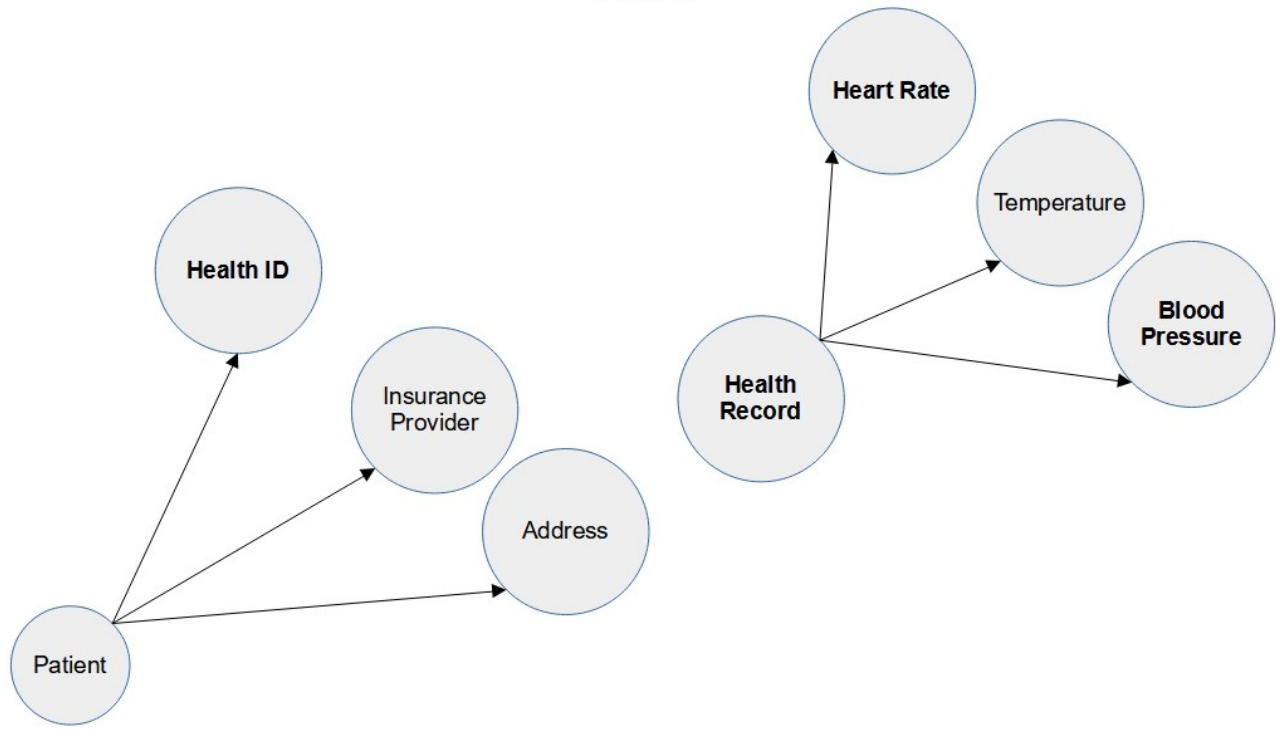 Heart Rate
Temperature
Blood
Pressure
Health
Record
Health ID
Insurance
Provider
Address
Patient